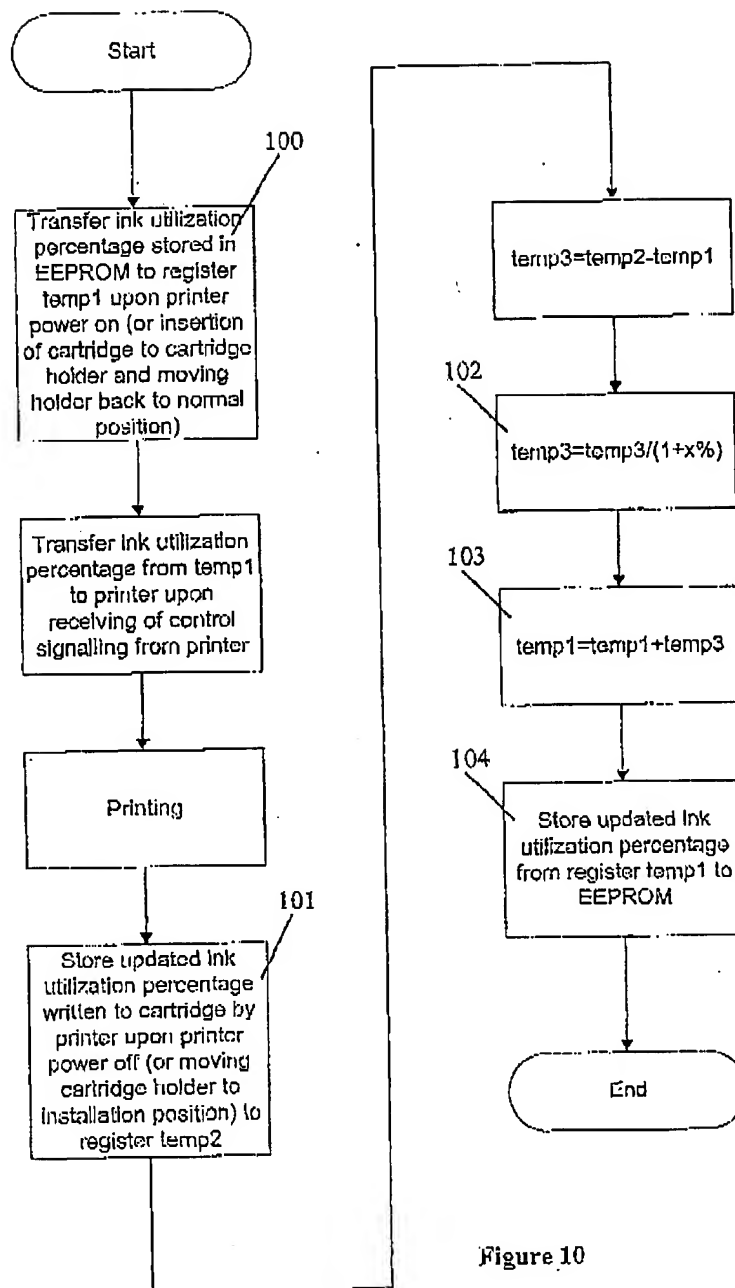 Start
100
Transfer ink utilization
percentage stored in
EEPROM to register
temp1 upon printer
power on (or insertion
of cartridge to cartridge
holder and moving
holder back to normal
position)
Transfer ink utilization
percentage from temp1
to printer upon
receiving of control
signalling from printer
Printing
101
Store updated ink
utilization percentage
written to cartridge by
printer upon printer
power off (or moving
cartridge holder to
installation position) to
register temp2
temp3=temp2-temp1
102
temp3=temp3/(1+x%)
103
temp1=temp1+temp3
104
Store updated ink
utilization percentage
from register temp1 to
EEPROM
End
Figure 10